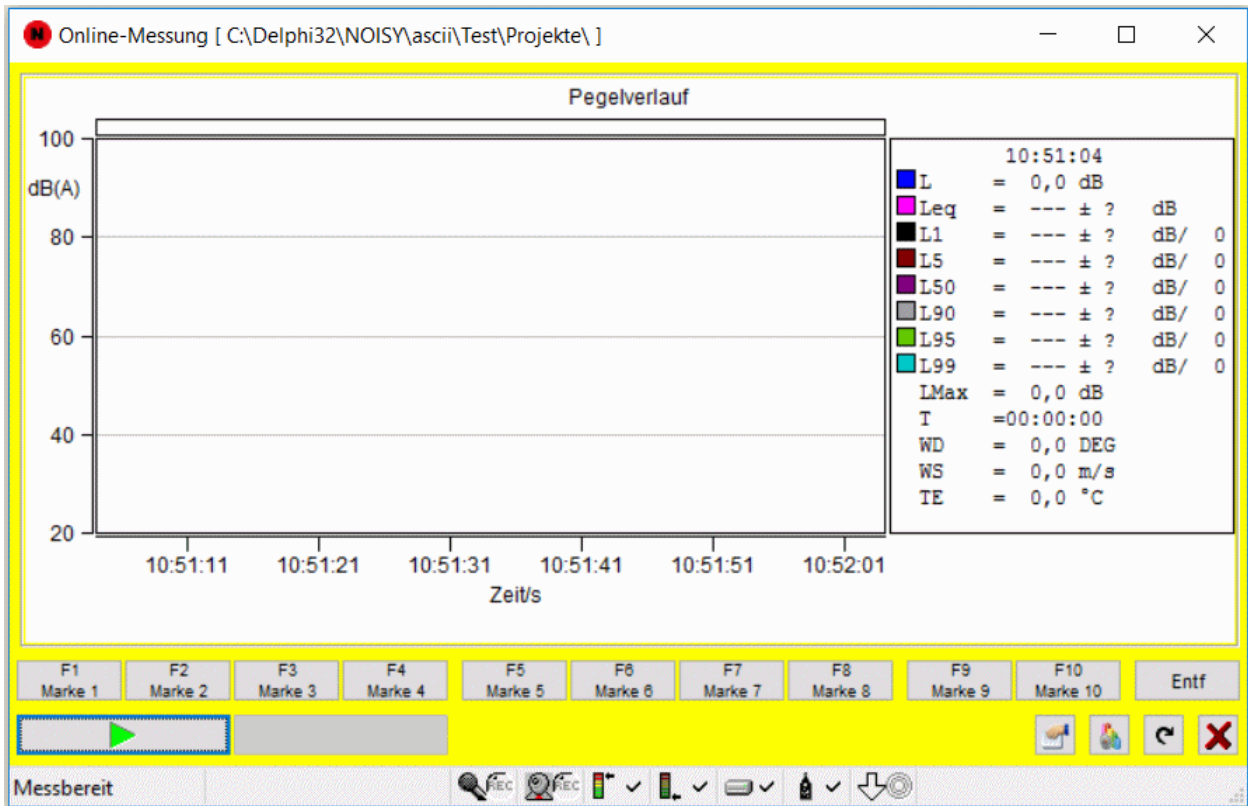 Online-Messung [ C:\Delphi32\NOISY\ascii\Test\Projekte\ ]
Pegelverlauf
100
dB(A)
80
60
40
20
10:51:11 10:51:21 10:51:31 10:51:41 10:51:51 10:52:01
Zeit/s
10:51:04
L = 0,0 dB
Leq = --- ± ? dB
L1 = --- ± ? dB/ 0
L5 = --- ± ? dB/ 0
L50 = --- ± ? dB/ 0
L90 = --- ± ? dB/ 0
L95 = --- ± ? dB/ 0
L99 = --- ± ? dB/ 0
LMax = 0,0 dB
T =00:00:00
WD = 0,0 DEG
WS = 0,0 m/s
TE = 0,0 °C
F1 F2 F3 F4 F5 F6 F7 F8 F9 F10
Marke 1 Marke 2 Marke 3 Marke 4 Marke 5 Marke 6 Marke 7 Marke 8 Marke 9 Marke 10
Entf
Messbereit
REC REC